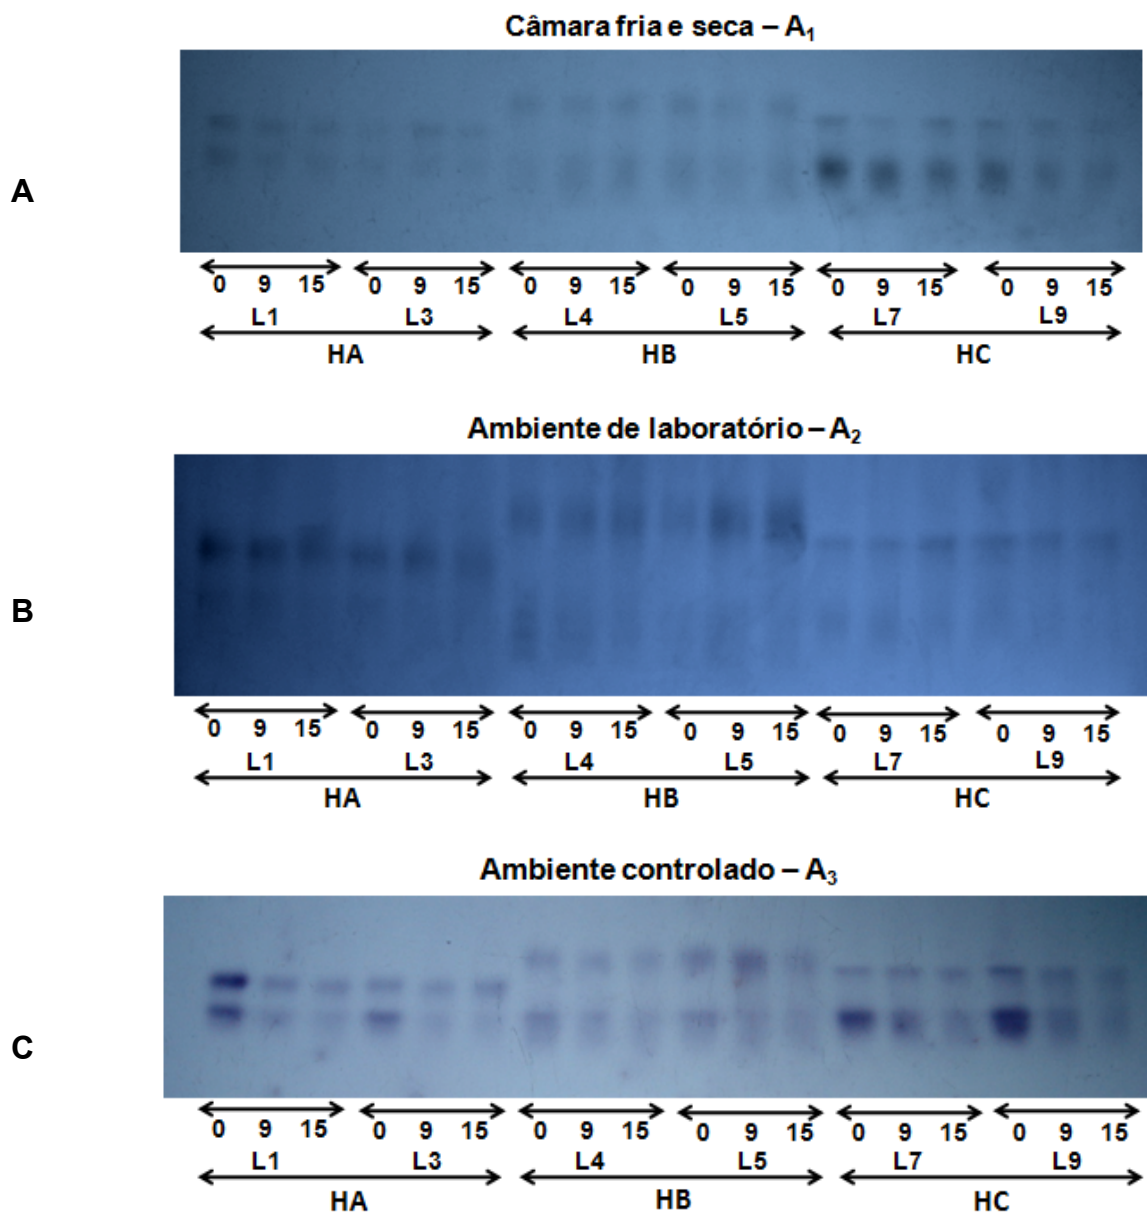 Câmara fria e seca – A₁
A
0 9 15 0 9 15 0 9 15 0 9 15 0 9 15 0 9 15
L1 L3 L4 L5 L7 L9
HA HB HC
Ambiente de laboratório – A₂
B
0 9 15 0 9 15 0 9 15 0 9 15 0 9 15 0 9 15
L1 L3 L4 L5 L7 L9
HA HB HC
Ambiente controlado – A₃
C
0 9 15 0 9 15 0 9 15 0 9 15 0 9 15 0 9 15
L1 L3 L4 L5 L7 L9
HA HB HC